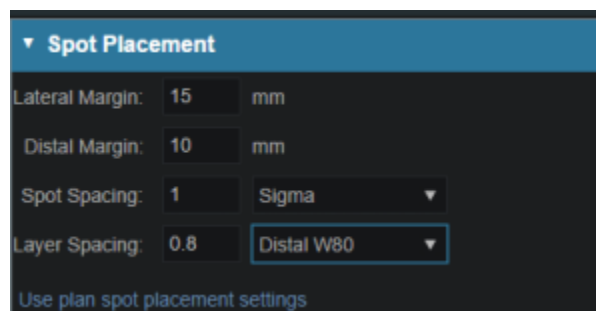 Spot Placement
Lateral Margin: 15 mm
Distal Margin: 10 mm
Spot Spacing: 1 Sigma
Layer Spacing: 0.8 Distal W80
Use plan spot placement settings